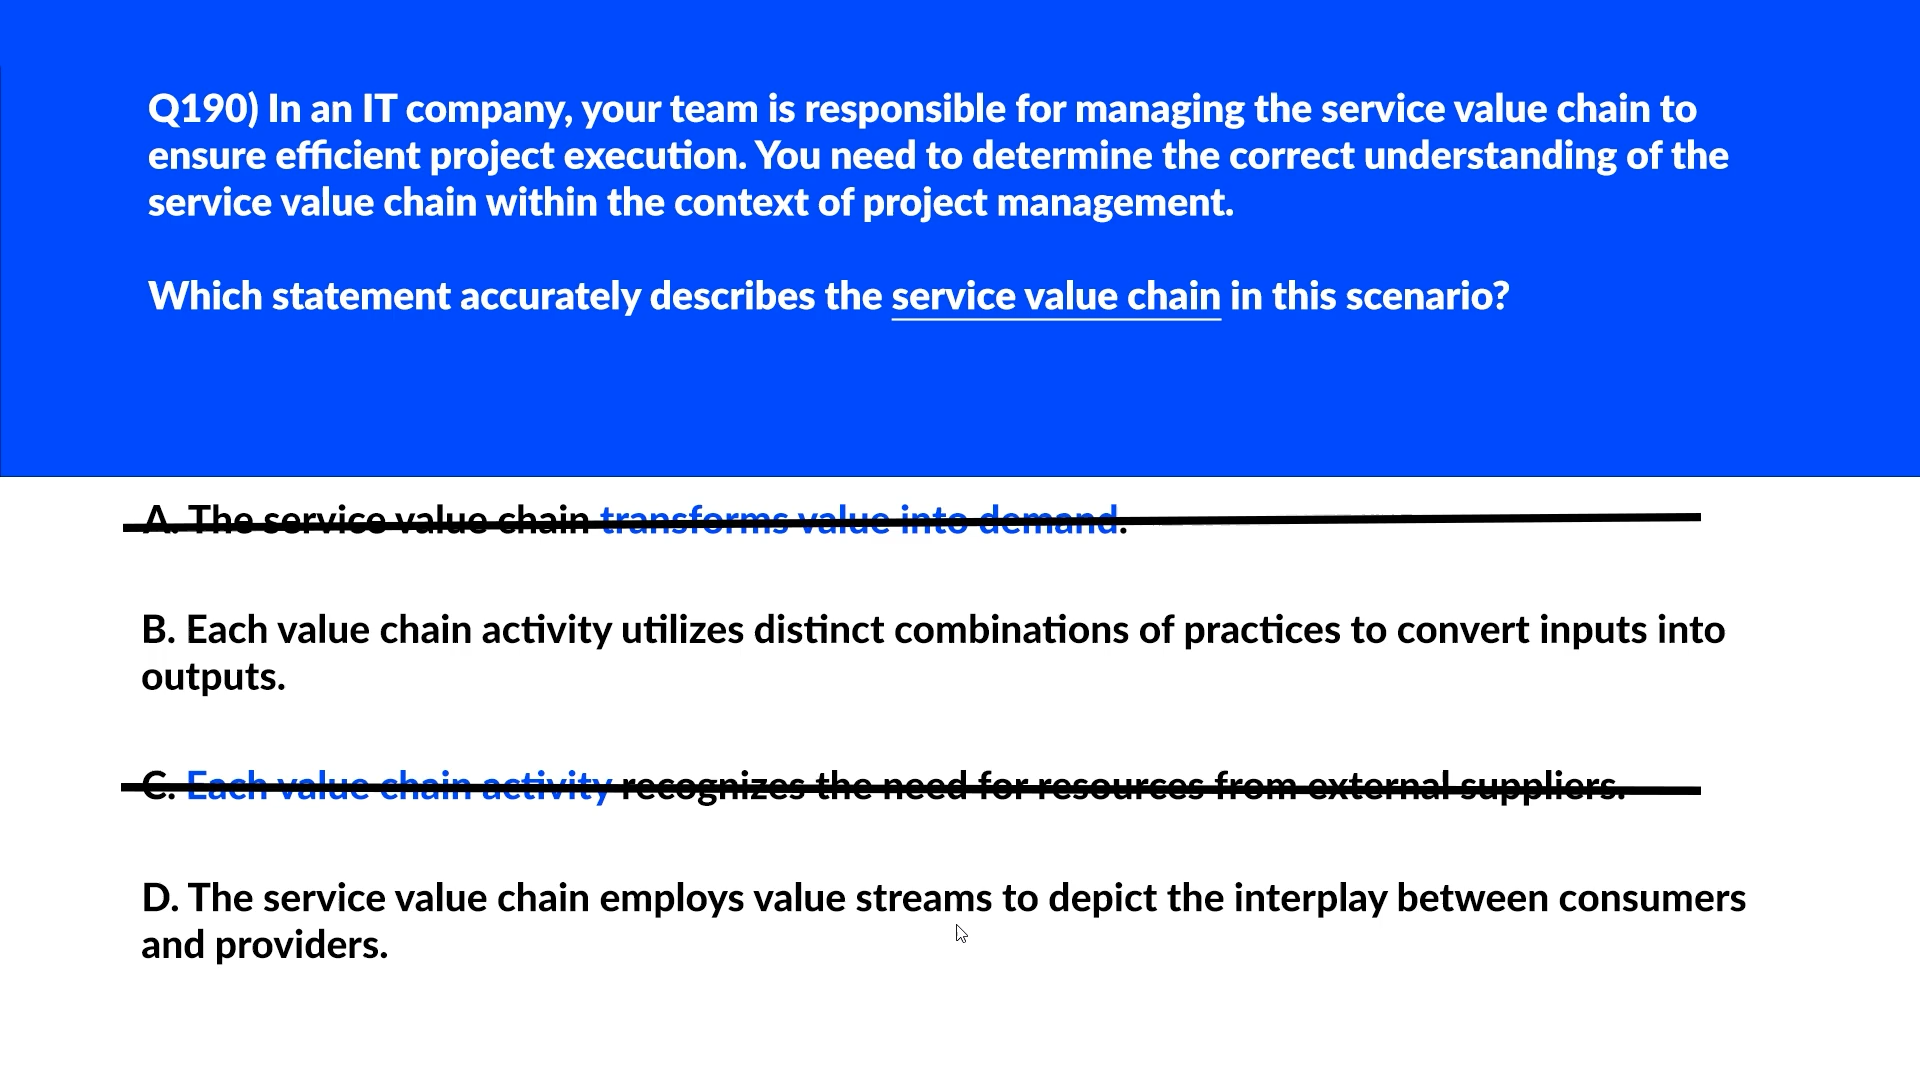 Q190) In an IT company, your team is responsible for managing the service value chain to
ensure efficient project execution. You need to determine the correct understanding of the
service value chain within the context of project management.
Which statement accurately describes the service value chain in this scenario?
A. The service value chain transforms value into demand.
B. Each value chain activity utilizes distinct combinations of practices to convert inputs into
outputs.
C. Each value chain activity recognizes the need for resources from external suppliers.
D. The service value chain employs value streams to depict the interplay between consumers
and providers.